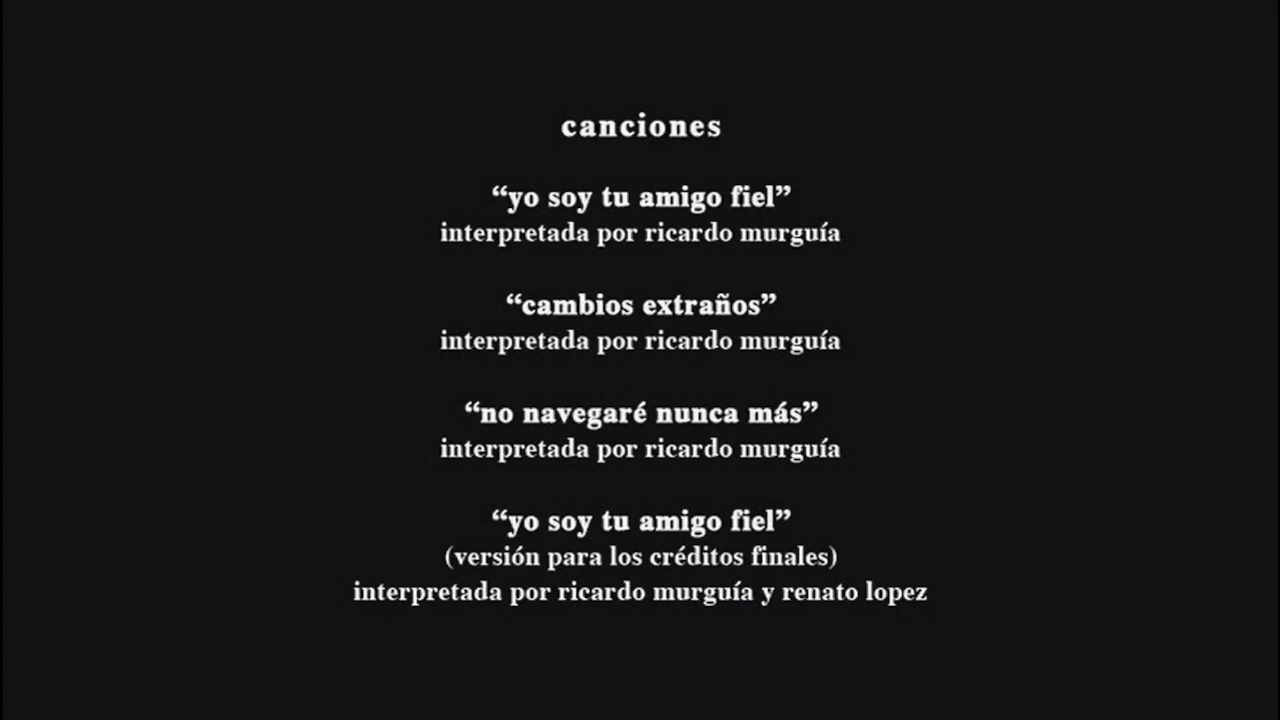 canciones
“yo soy tu amigo fiel”
interpretada por ricardo murguía
“cambios extraños”
interpretada por ricardo murguía
“no navegaré nunca más”
interpretada por ricardo murguía
“yo soy tu amigo fiel”
(versión para los créditos finales)
interpretada por ricardo murguía y renato lopez